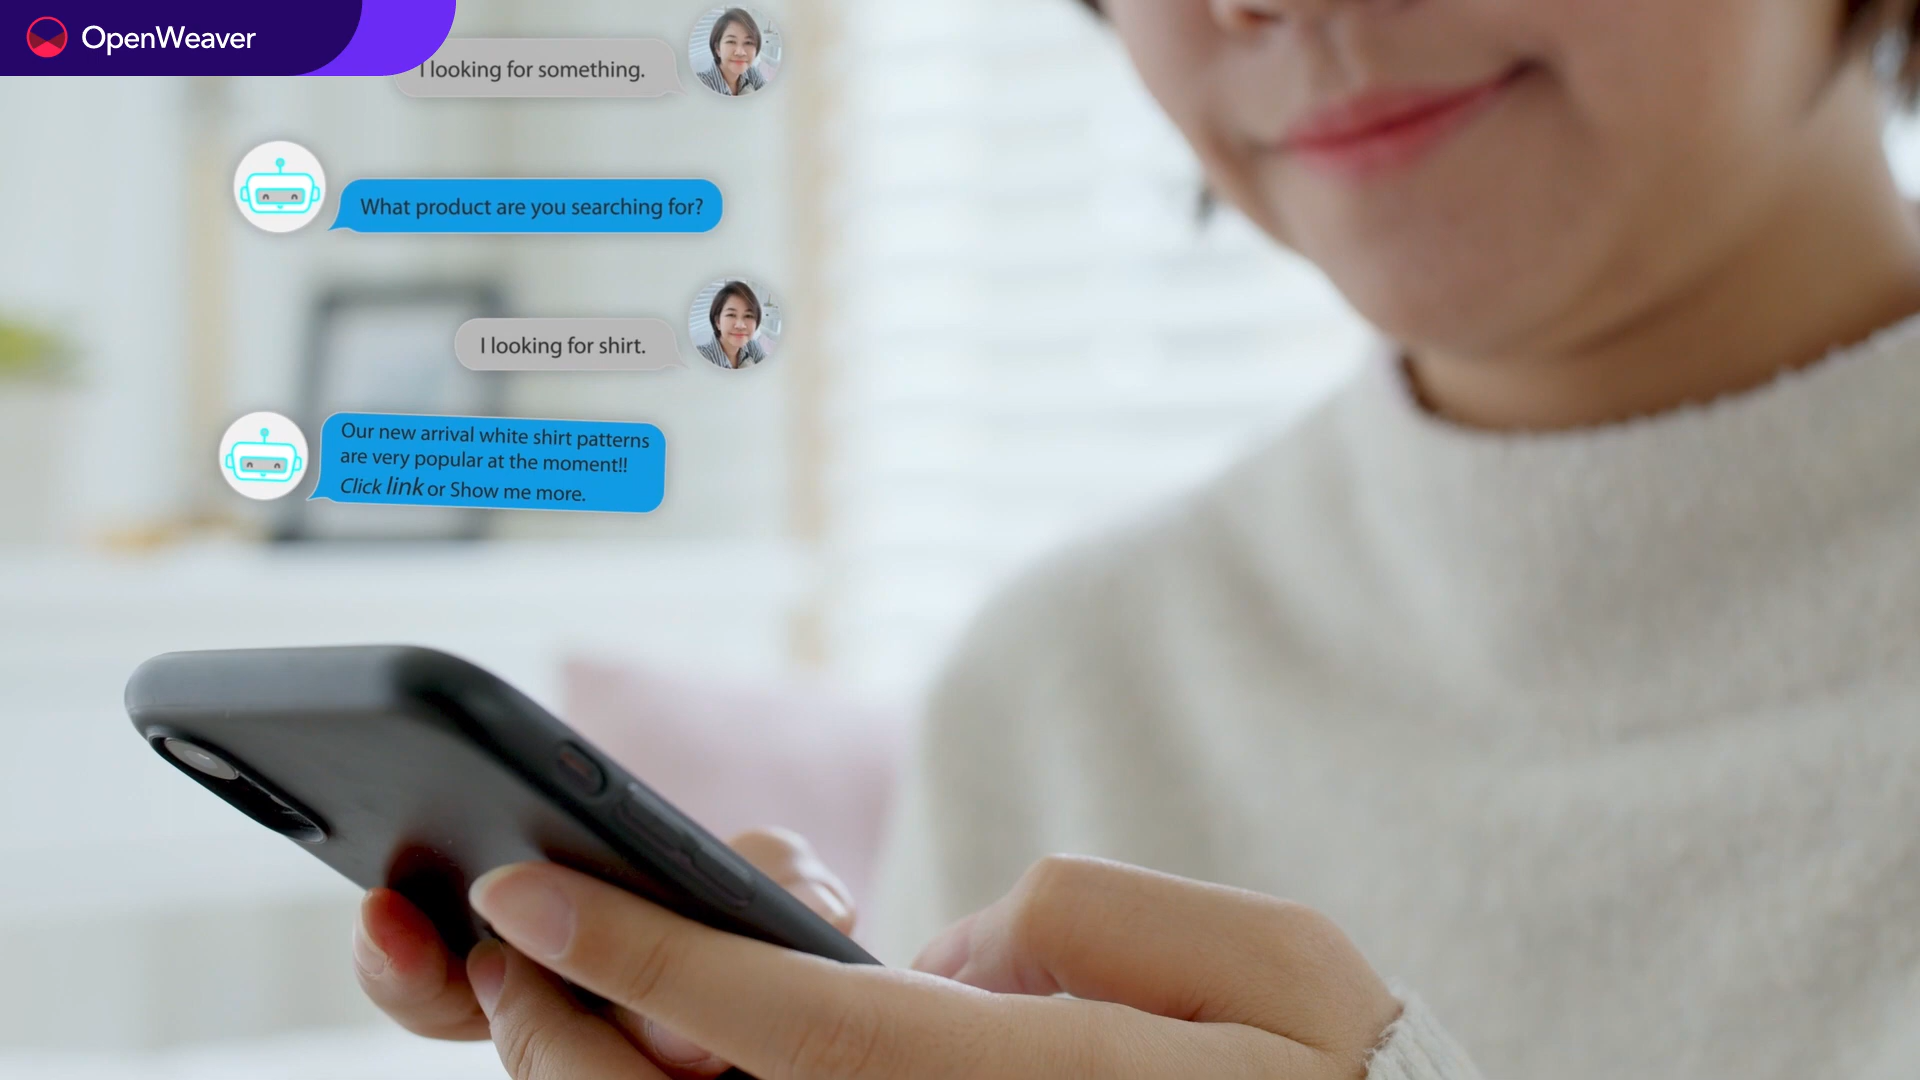 OpenWeaver
I looking for something.
What product are you searching for?
I looking for shirt.
Our new arrival white shirt patterns
are very popular at the moment!!
Click link or Show me more.